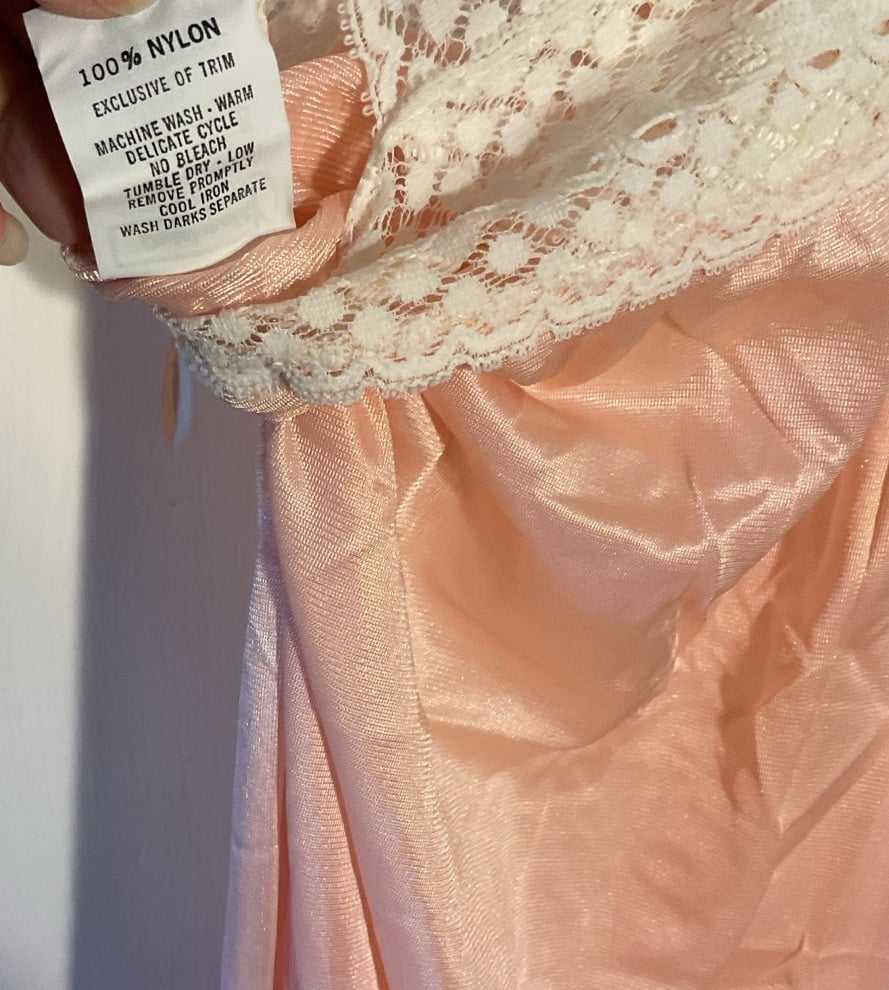 100% NYLON
EXCLUSIVE OF TRIM
MACHINE WASH - WARM
DELICATE CYCLE
NO BLEACH
TUMBLE DRY - LOW
REMOVE PROMPTLY
COOL IRON
WASH DARKS SEPARATE